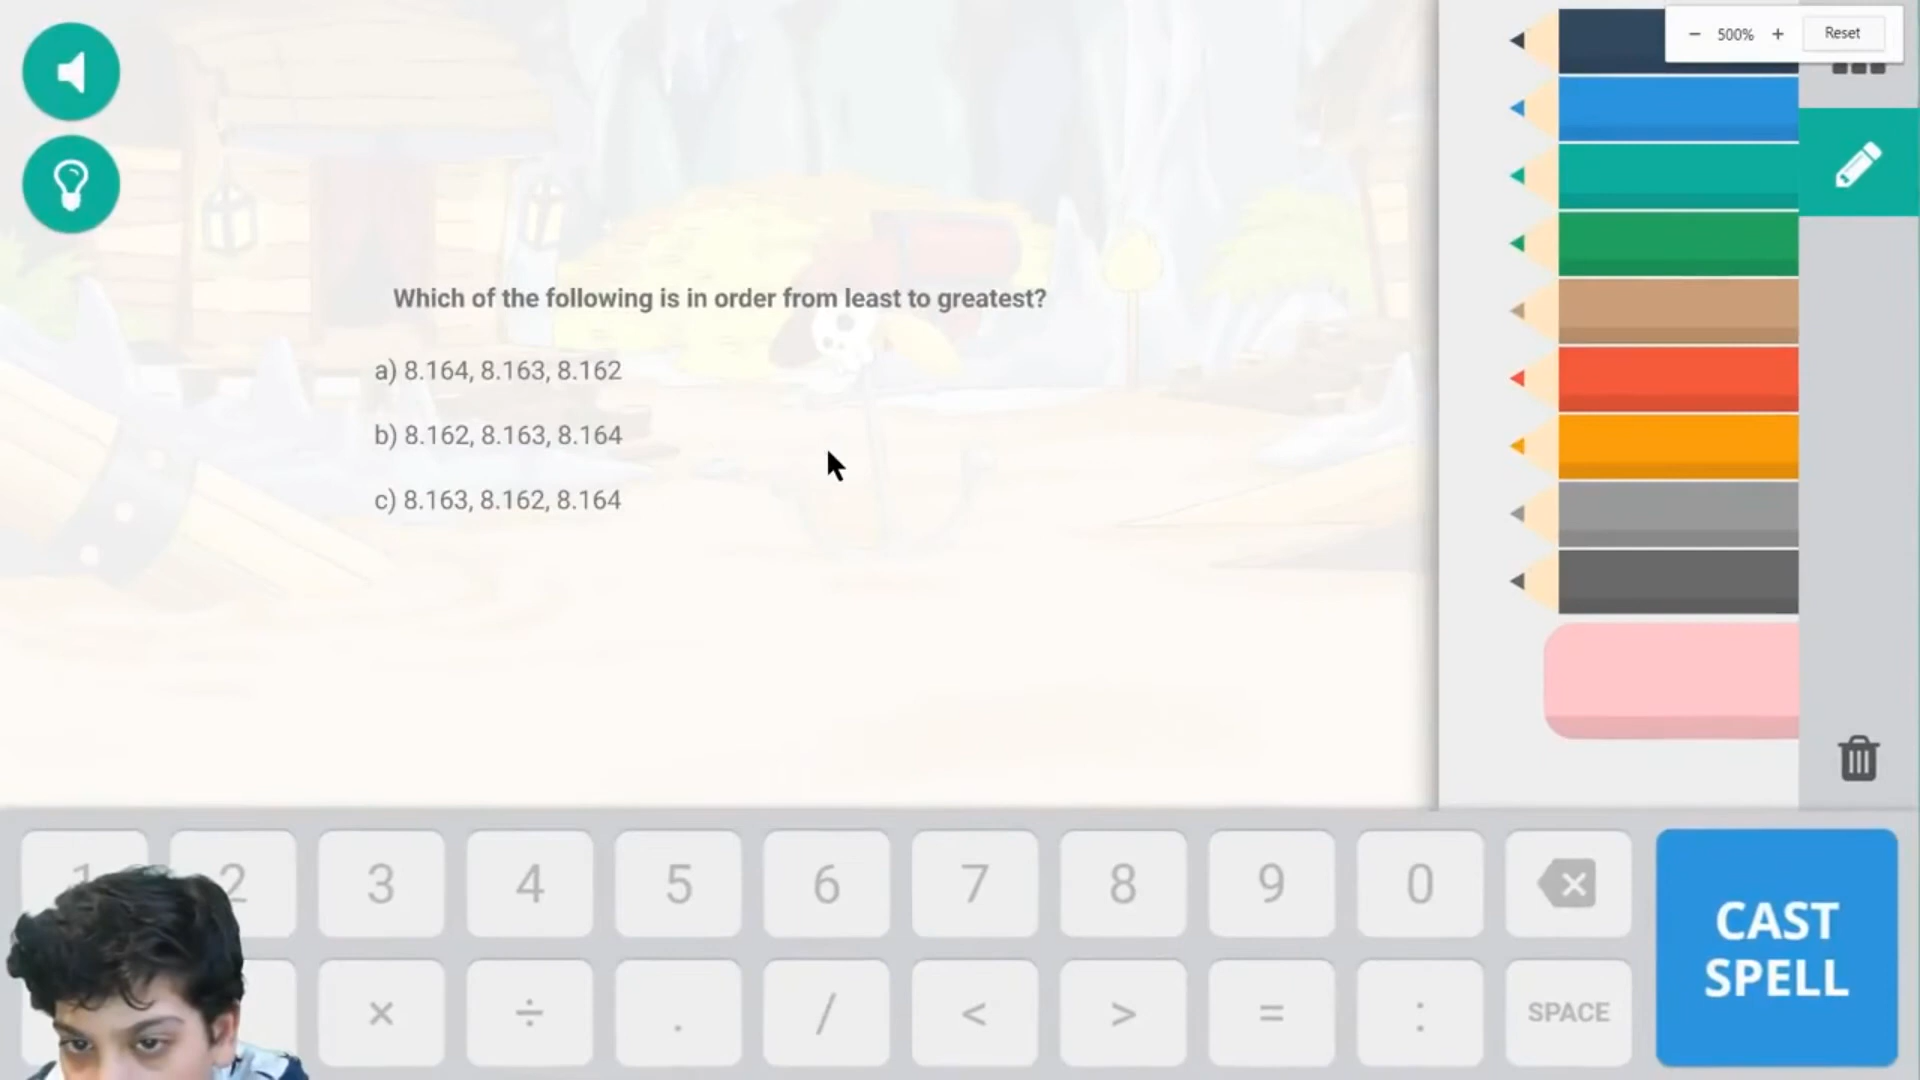 500%
Reset
Which of the following is in order from least to greatest?
a) 8.164, 8.163, 8.162
b) 8.162, 8.163, 8.164
c) 8.163, 8.162, 8.164
1 2 3 4 5 6 7 8 9 0
× ÷ . / < > = : SPACE
CAST
SPELL